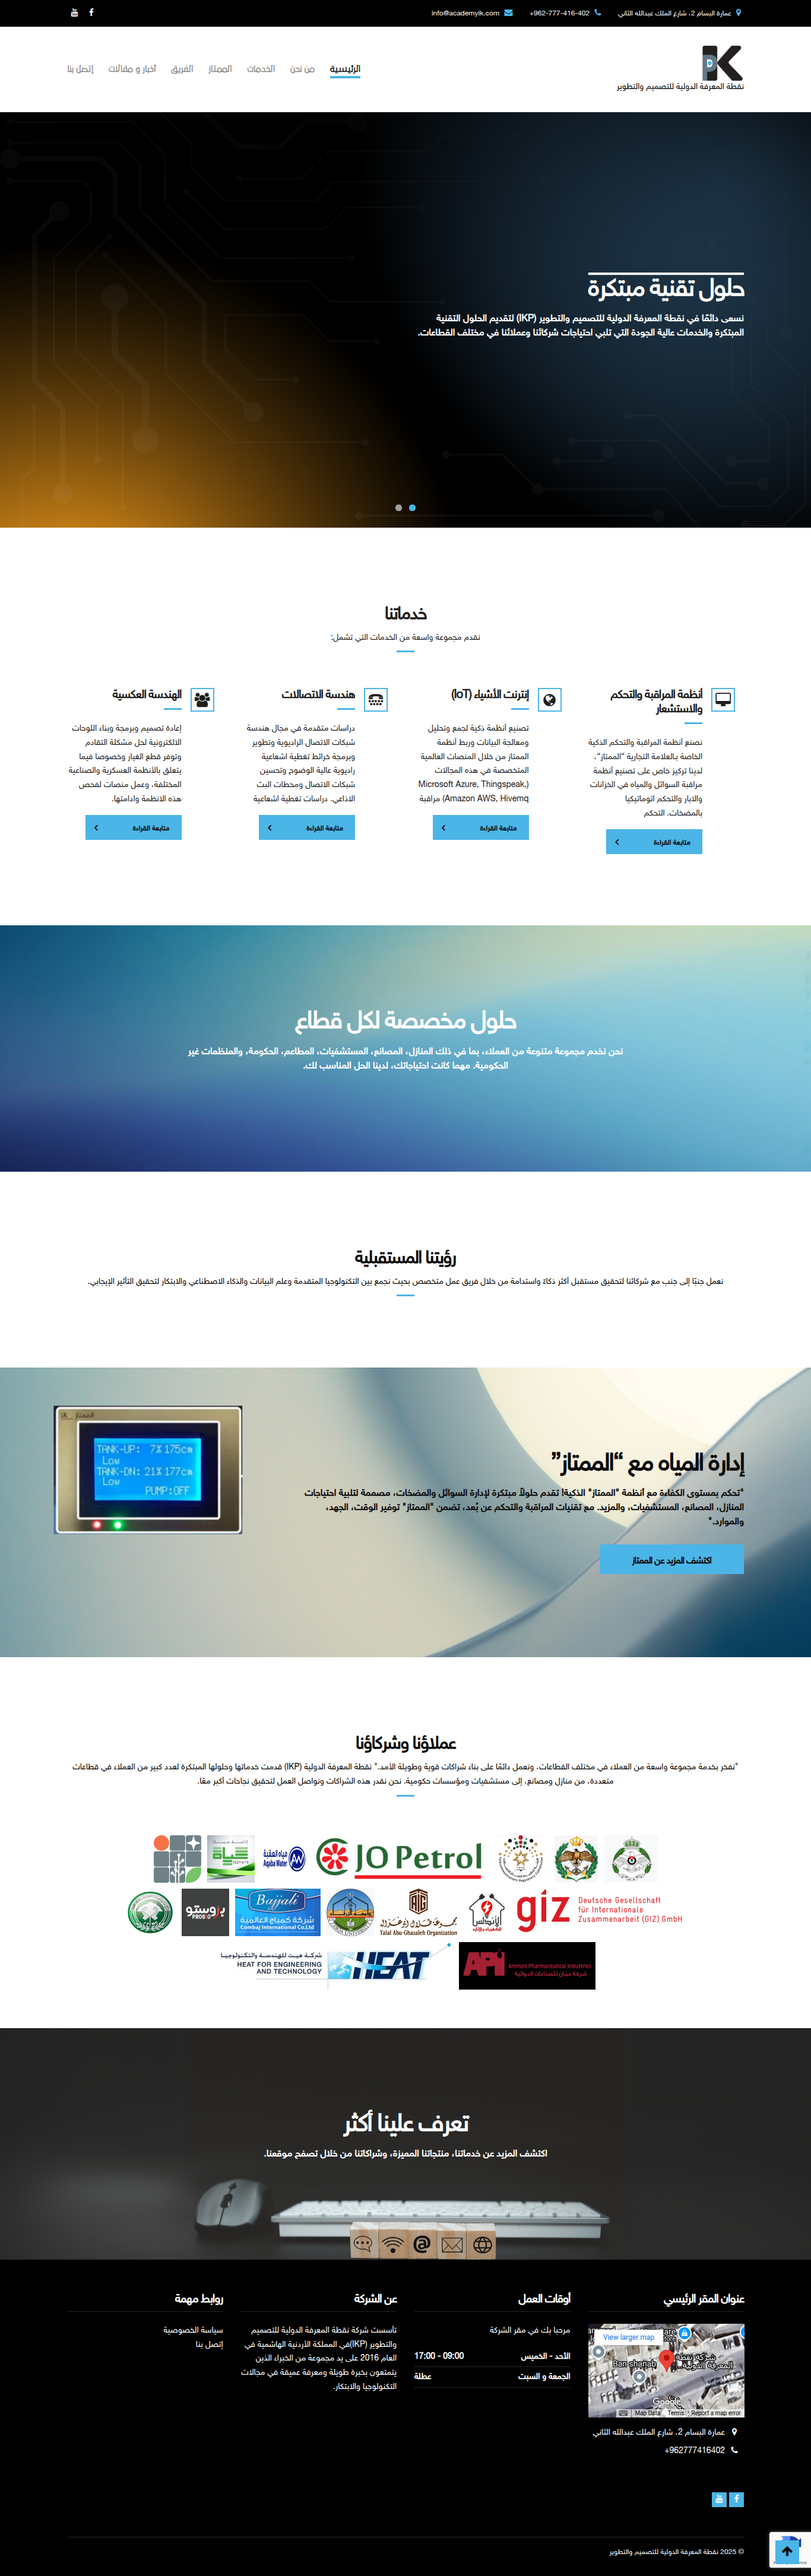 عمارة البسام 2، شارع الملك عبدالله الثاني
+962-777-416-402
info@academyik.com
نقطة المعرفة الدولية للتصميم والتطوير
الرئيسية
من نحن
الخدمات
الممتاز
الفريق
أخبار و مقالات
إتصل بنا
حلول تقنية مبتكرة
نسعى دائمًا في نقطة المعرفة الدولية للتصميم والتطوير (IKP) لتقديم الحلول التقنية
المبتكرة والخدمات عالية الجودة التي تلبي احتياجات شركائنا وعملائنا في مختلف القطاعات.
خدماتنا
نقدم مجموعة واسعة من الخدمات التي تشمل:
أنظمة المراقبة والتحكم
والاستشعار
نصنع أنظمة المراقبة والتحكم الذكية
الخاصة بالعلامة التجارية "الممتاز"،
لدينا تركيز خاص على تصنيع أنظمة
مراقبة السوائل والمياه في الخزانات
والابار والتحكم اتوماتيكيا
بالمضخات. التحكم
متابعة القراءة
إنترنت الأشياء (IoT)
تصنيع أنظمة ذكية لجمع وتحليل
ومعالجة البيانات وربط أنظمة
الممتاز من خلال المنصات العالمية
المتخصصة في هذه المجالات
(Microsoft Azure, Thingspeak,
Amazon AWS, Hivemq) مراقبة
متابعة القراءة
هندسة الاتصالات
دراسات متقدمة في مجال هندسة
شبكات الاتصال الراديوية وتطوير
وبرمجة خرائط تغطية اشعاعية
راديوية عالية الوضوح وتحسين
شبكات الاتصال ومحطات البث
الاذاعي. دراسات تغطية اشعاعية
متابعة القراءة
الهندسة العكسية
إعادة تصميم وبرمجة وبناء اللوحات
الالكترونية لحل مشكلة التقادم
وتوفر قطع الغيار وخصوصا فيما
يتعلق بالأنظمة العسكرية والصناعية
المختلفة، وعمل منصات لفحص
هذه الانظمة وادامتها.
متابعة القراءة
حلول مخصصة لكل قطاع
نحن نخدم مجموعة متنوعة من العملاء، بما في ذلك المنازل، المصانع، المستشفيات، المطاعم، الحكومة، والمنظمات غير
الحكومية. مهما كانت احتياجاتك، لدينا الحل المناسب لك.
رؤيتنا المستقبلية
نعمل جنبًا إلى جنب مع شركائنا لتحقيق مستقبل أكثر ذكاءً واستدامة من خلال فريق عمل متخصص بحيث نجمع بين التكنولوجيا المتقدمة وعلم البيانات والذكاء الاصطناعي والابتكار لتحقيق التأثير الإيجابي.
الممتاز
TANK-UP: 7% 175cm
Low
TANK-DN: 21% 177cm
Low
PUMP:OFF
إدارة المياه مع "الممتاز"
"تحكم بمستوى الكفاءة مع أنظمة "الممتاز" الذكية! نقدم حلولاً مبتكرة لإدارة السوائل والمضخات، مصممة لتلبية احتياجات
المنازل، المصانع، المستشفيات، والمزيد. مع تقنيات المراقبة والتحكم عن بُعد، تضمن "الممتاز" توفير الوقت، الجهد،
والموارد."
اكتشف المزيد عن الممتاز
عملاؤنا وشركاؤنا
"نفخر بخدمة مجموعة واسعة من العملاء في مختلف القطاعات، ونعمل دائمًا على بناء شراكات قوية وطويلة الأمد." نقطة المعرفة الدولية (IKP) قدمت خدماتها وحلولها المبتكرة لعدد كبير من العملاء في قطاعات
متعددة، من منازل ومصانع، إلى مستشفيات ومؤسسات حكومية. نحن نقدر هذه الشراكات ونواصل العمل لتحقيق نجاحات أكبر معًا.
JO Petrol
مياه العقبة
Aqaba Water
AW
حياة
giz
Deutsche Gesellschaft
für Internationale
Zusammenarbeit (GIZ) GmbH
الأندلس
Talal Abu-Ghazaleh Organization
Bajjali
شركة كمباج العالمية
Combaj International Co.Ltd
بروستو
PROSTO
API
Amman Pharmaceutical Industries
شركة عمان للصناعات الدوائية
HEAT
شركة هيت للهندسة والتكنولوجيا
HEAT FOR ENGINEERING
AND TECHNOLOGY
تعرف علينا أكثر
اكتشف المزيد عن خدماتنا، منتجاتنا المميزة، وشراكاتنا من خلال تصفح موقعنا.
عنوان المقر الرئيسي
View larger map
شركة نقطة
المعرفة الدولية
Ban shanab
Google
Map Data
Terms
Report a map error
عمارة البسام 2، شارع الملك عبدالله الثاني
+962777416402
أوقات العمل
مرحبا بك في مقر الشركة
الأحد - الخميس 09:00 - 17:00
الجمعة و السبت عطلة
عن الشركة
تأسست شركة نقطة المعرفة الدولية للتصميم
والتطوير (IKP)في المملكة الأردنية الهاشمية في
العام 2016 على يد مجموعة من الخبراء الذين
يتمتعون بخبرة طويلة ومعرفة عميقة في مجالات
التكنولوجيا والابتكار.
روابط مهمة
سياسة الخصوصية
إتصل بنا
© 2025 نقطة المعرفة الدولية للتصميم والتطوير